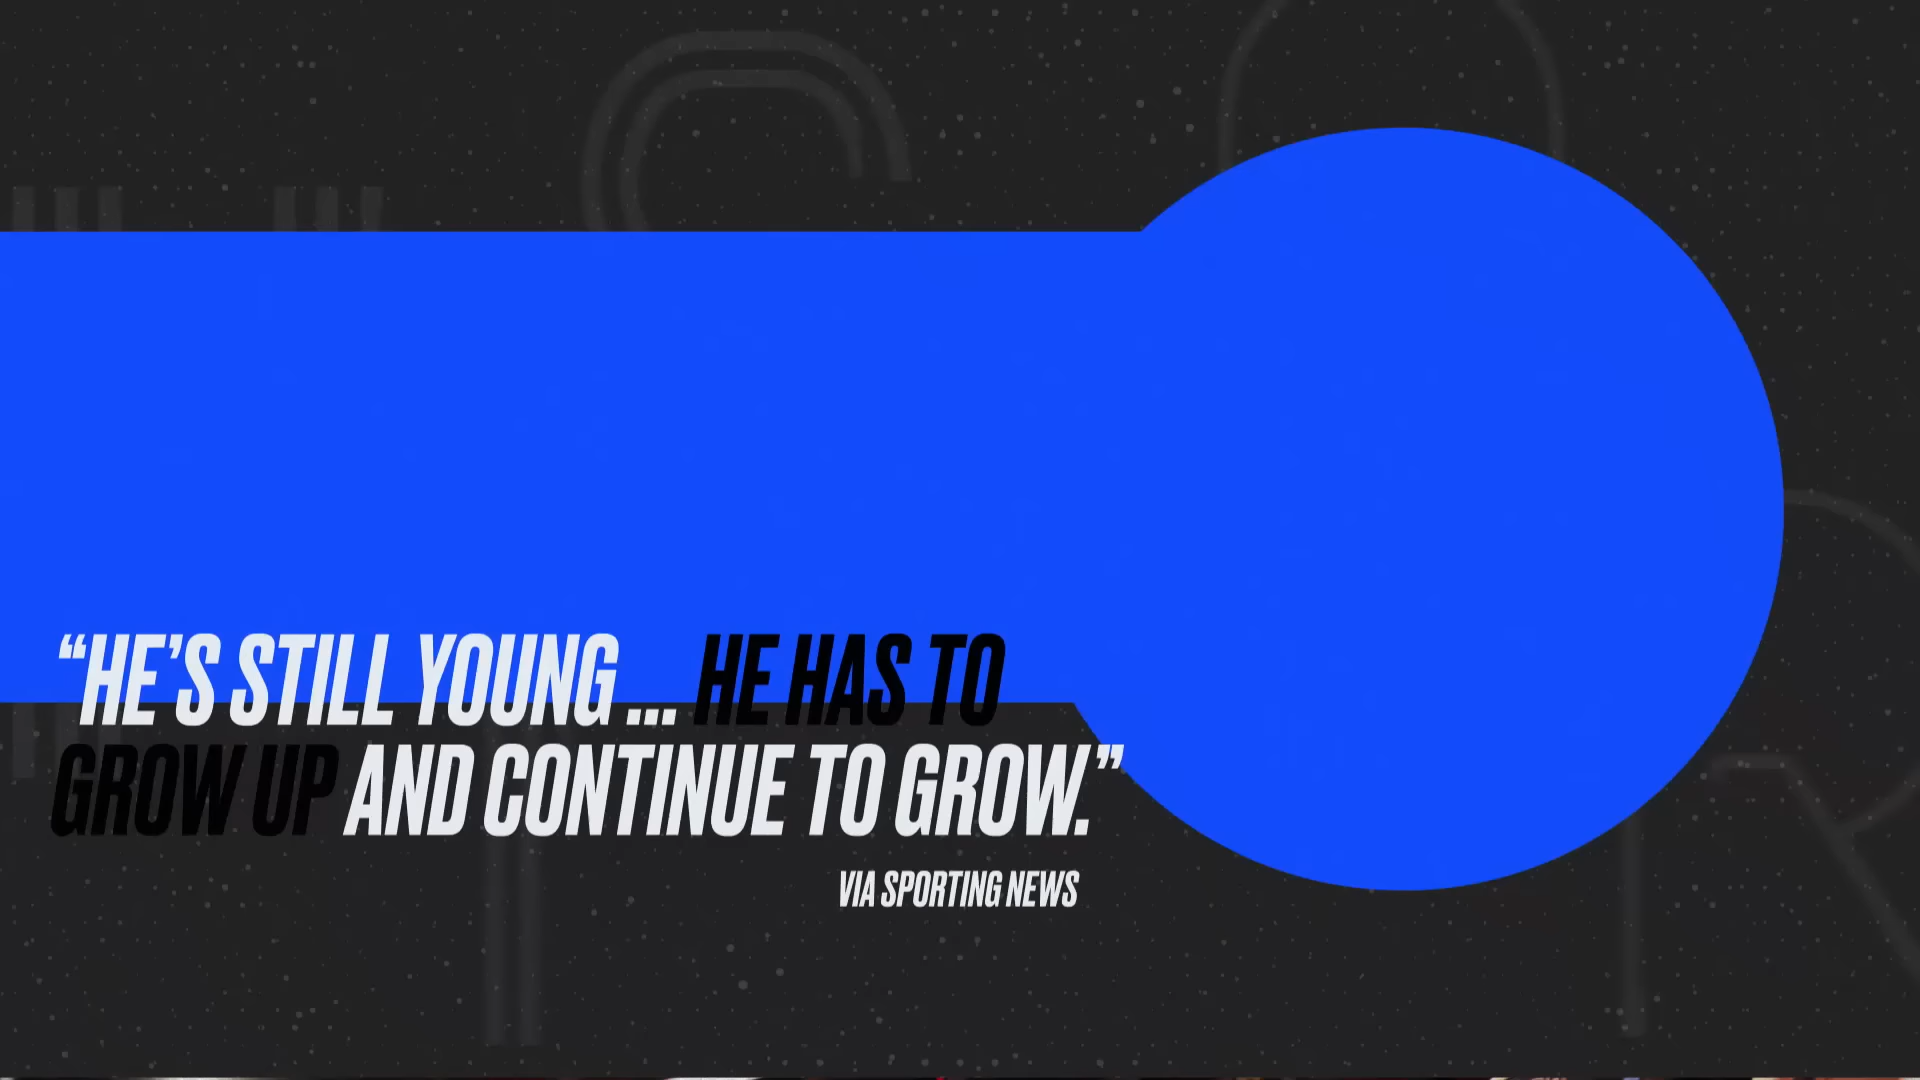 “HE’S STILL YOUNG ... HE HAS TO
GROW UP AND CONTINUE TO GROW.”
VIA SPORTING NEWS